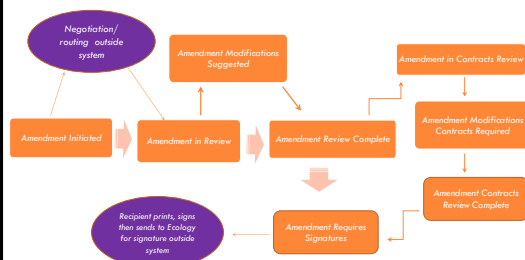 Negotiation/
routing outside
system
Amendment Modifications
Suggested
Amendment in Contracts Review
Amendment Initiated
Amendment in Review
Amendment Review Complete
Amendment Modifications
Contracts Required
Amendment Contracts
Review Complete
Amendment Requires
Signatures
Recipient prints, signs
then sends to Ecology
for signature outside
system